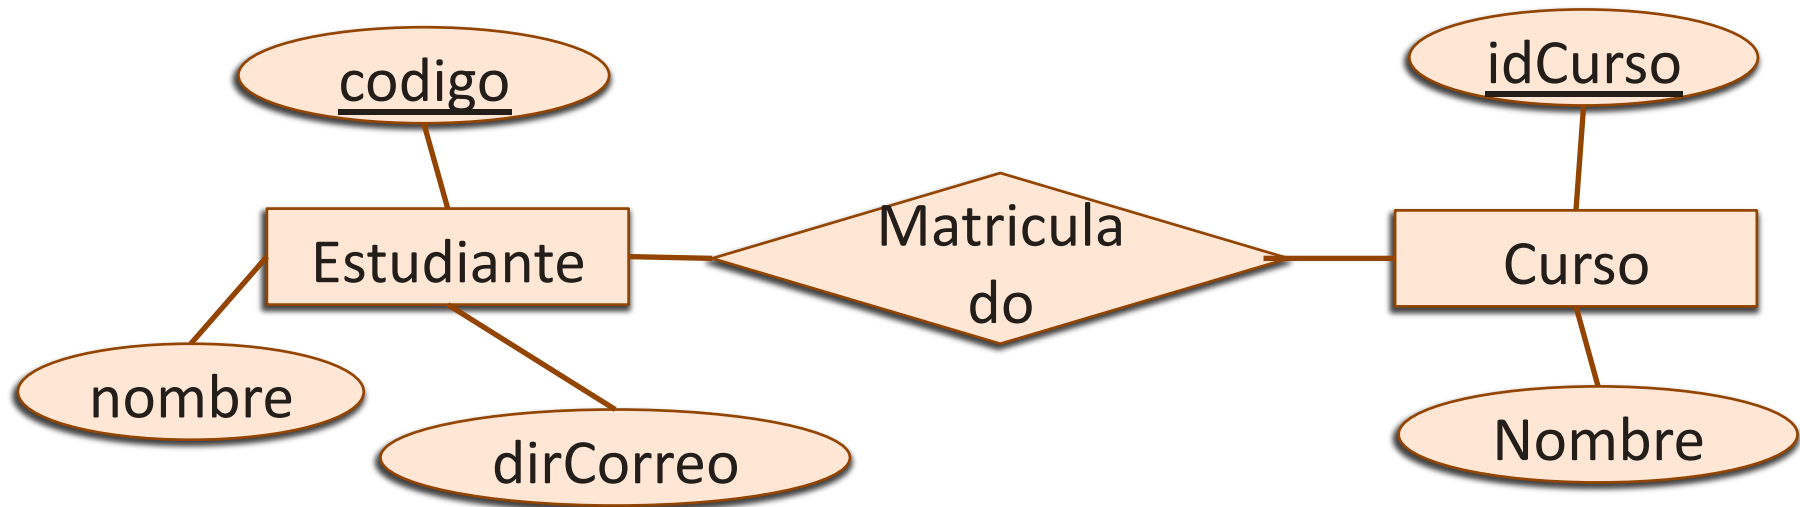 codigo
idCurso
Estudiante
Matricula
do
Curso
nombre
dirCorreo
Nombre